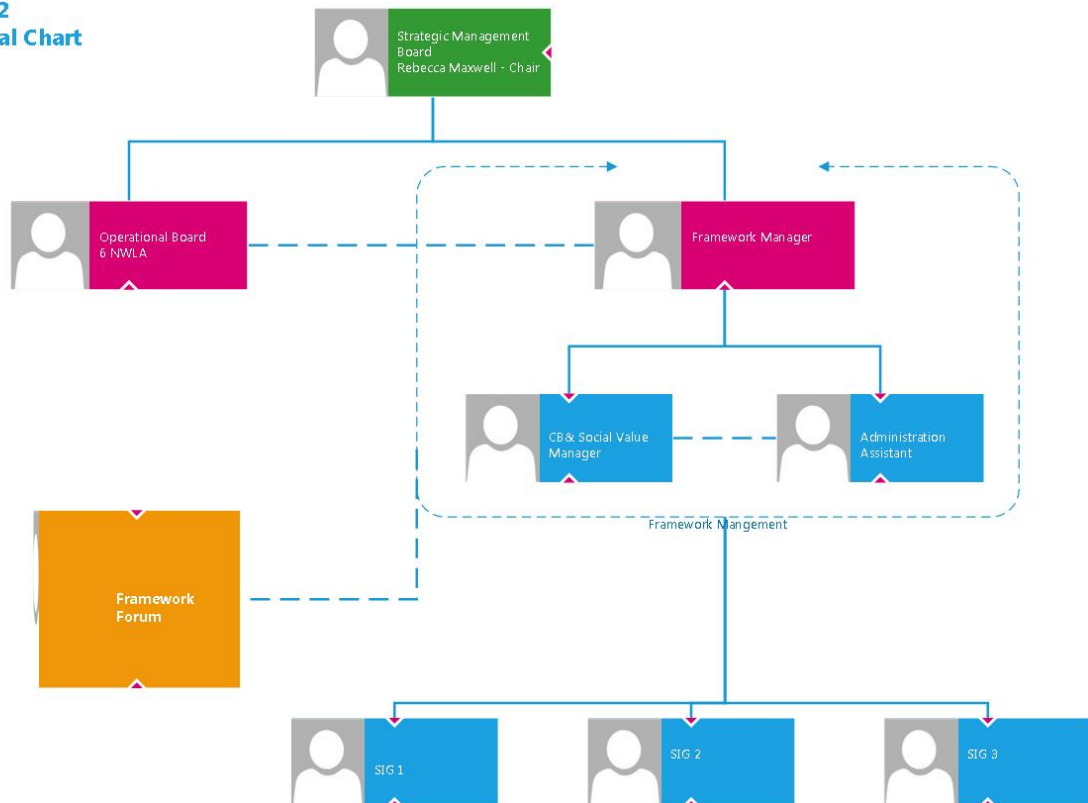 2
al Chart
Strategic Management
Board
Rebecca Maxwell - Chair
Operational Board
6 NWLA
Framework Manager
CB& Social Value
Manager
Administration
Assistant
Framework Mangement
Framework
Forum
SIG 1
SIG 2
SIG 3